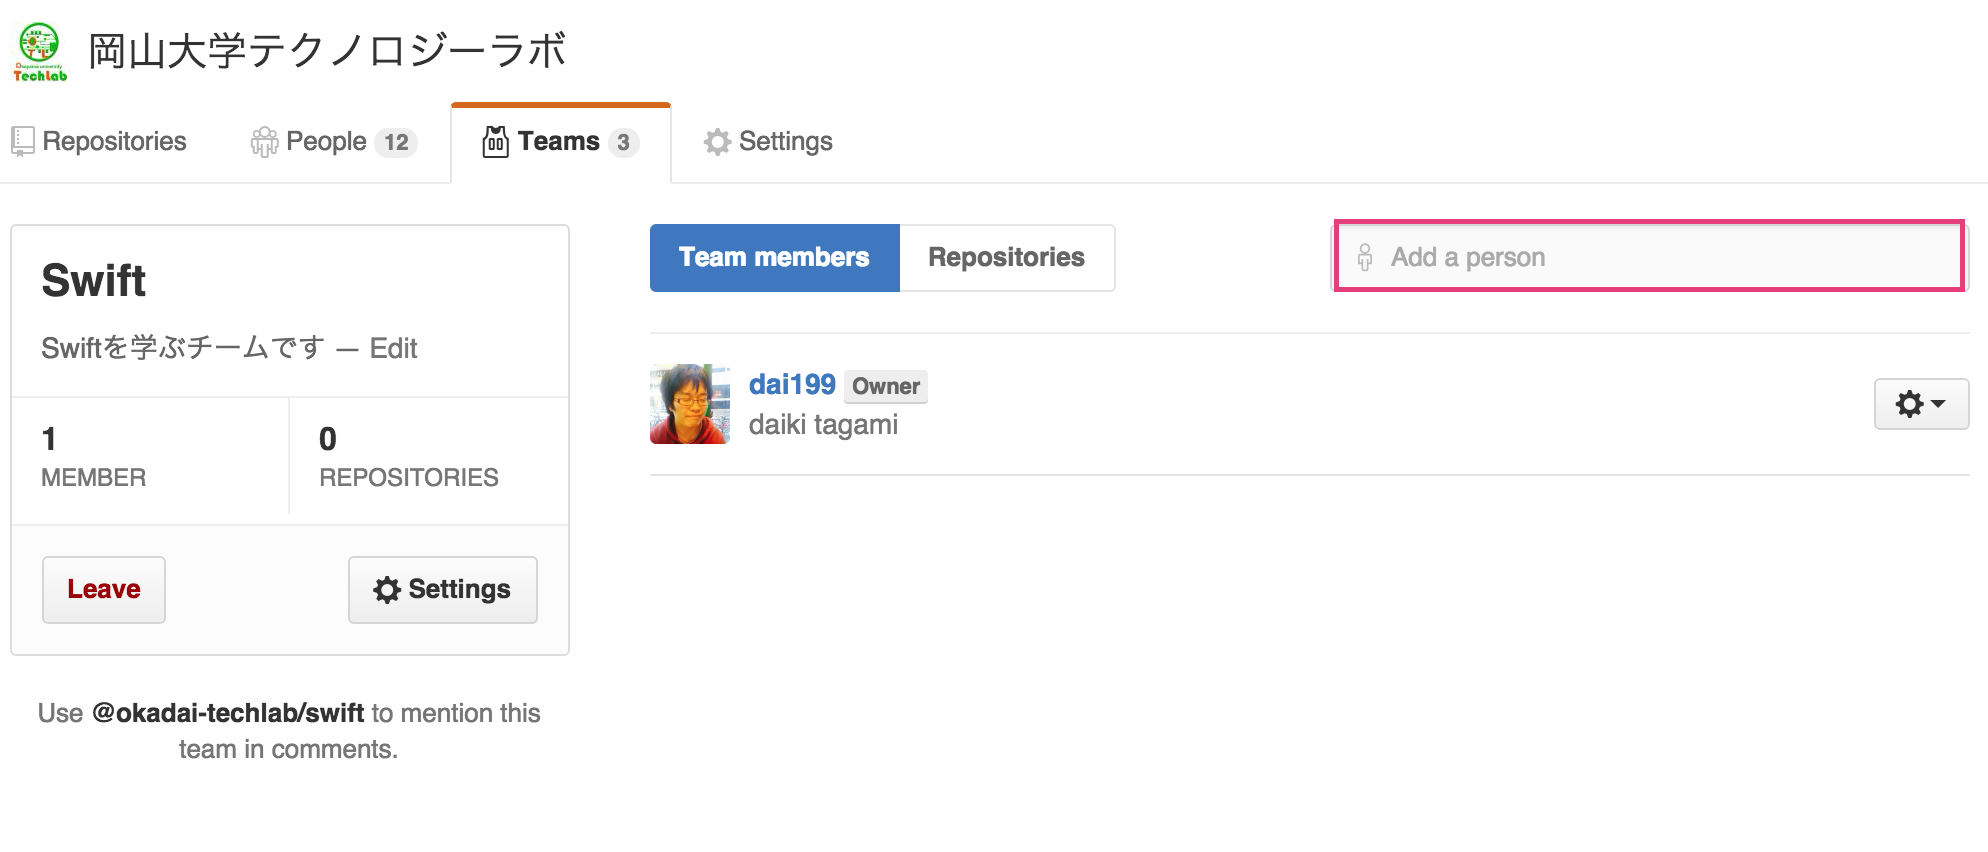 岡山大学テクノロジーラボ
Okayama University
TechLab
Repositories
People 12
Teams 3
Settings
Swift
Swiftを学ぶチームです — Edit
1
MEMBER
0
REPOSITORIES
Leave
Settings
Use @okadai-techlab/swift to mention this
team in comments.
Team members
Repositories
Add a person
dai199 Owner
daiki tagami